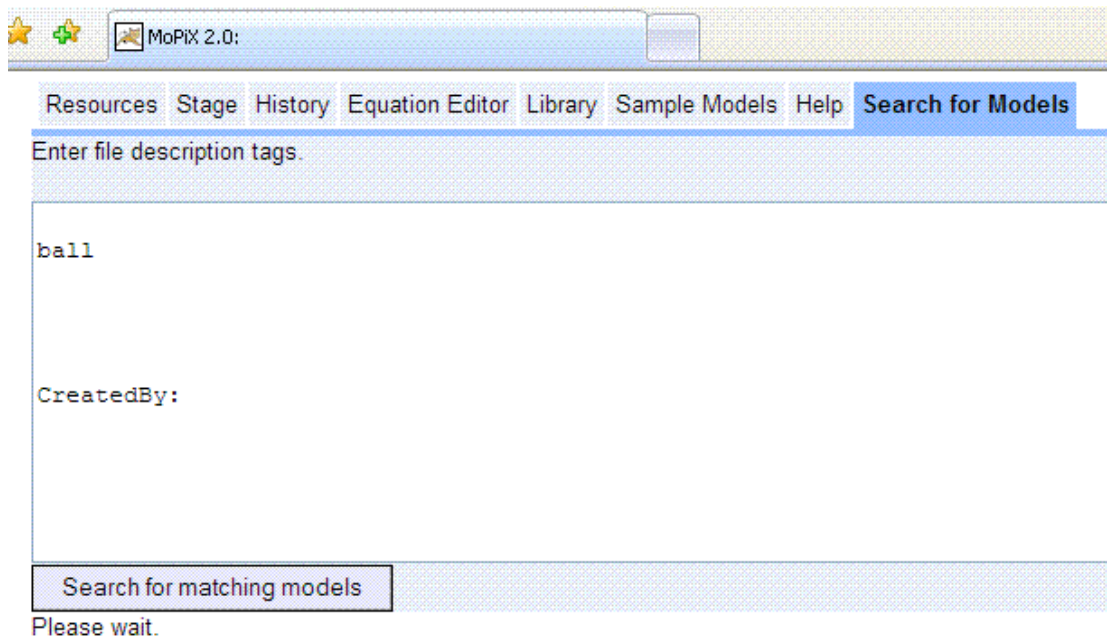 MoPiX 2.0:
Resources Stage History Equation Editor Library Sample Models Help Search for Models
Enter file description tags.
ball
CreatedBy:
Search for matching models
Please wait.